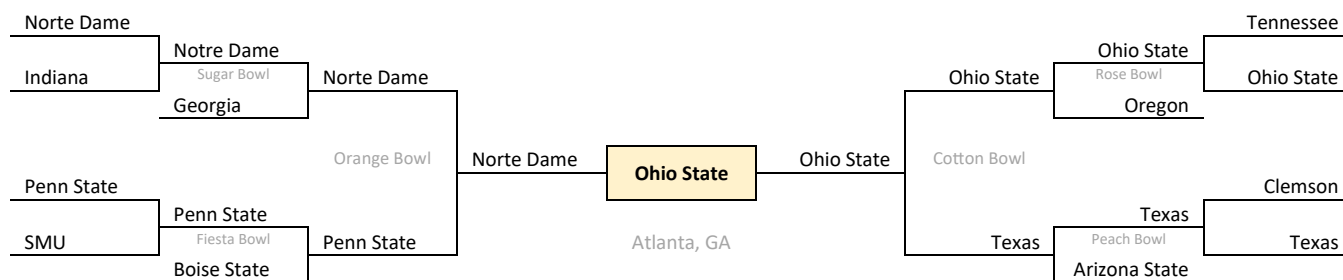 Norte Dame
Tennessee
Notre Dame
Ohio State
Indiana
Sugar Bowl
Norte Dame
Ohio State
Rose Bowl
Ohio State
Georgia
Oregon
Orange Bowl
Norte Dame
Ohio State
Ohio State
Cotton Bowl
Penn State
Clemson
Penn State
Texas
SMU
Fiesta Bowl
Penn State
Atlanta, GA
Texas
Peach Bowl
Texas
Boise State
Arizona State